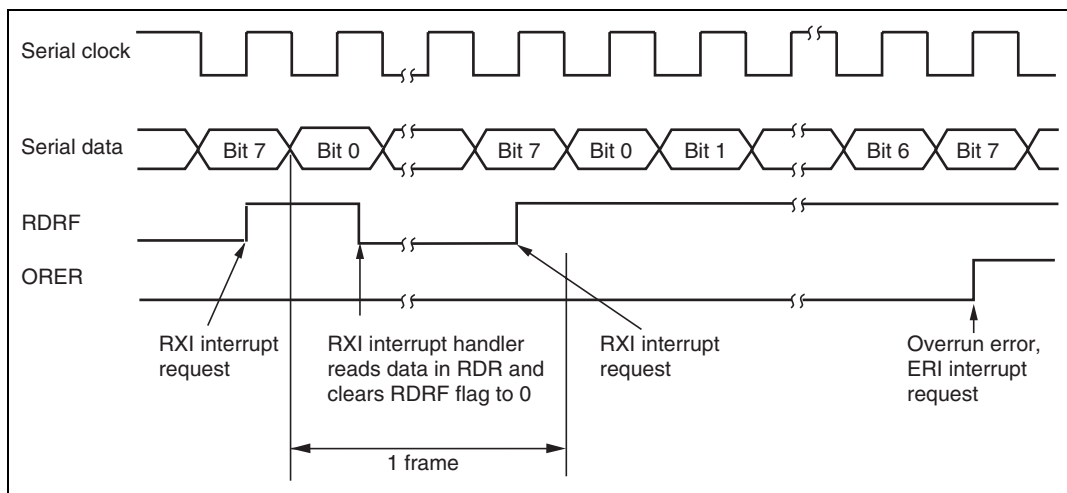 Serial clock
Serial data
Bit 7
Bit 0
Bit 7
Bit 0
Bit 1
Bit 6
Bit 7
RDRF
ORER
RXI interrupt
request
RXI interrupt handler
reads data in RDR and
clears RDRF flag to 0
RXI interrupt
request
Overrun error,
ERI interrupt
request
1 frame